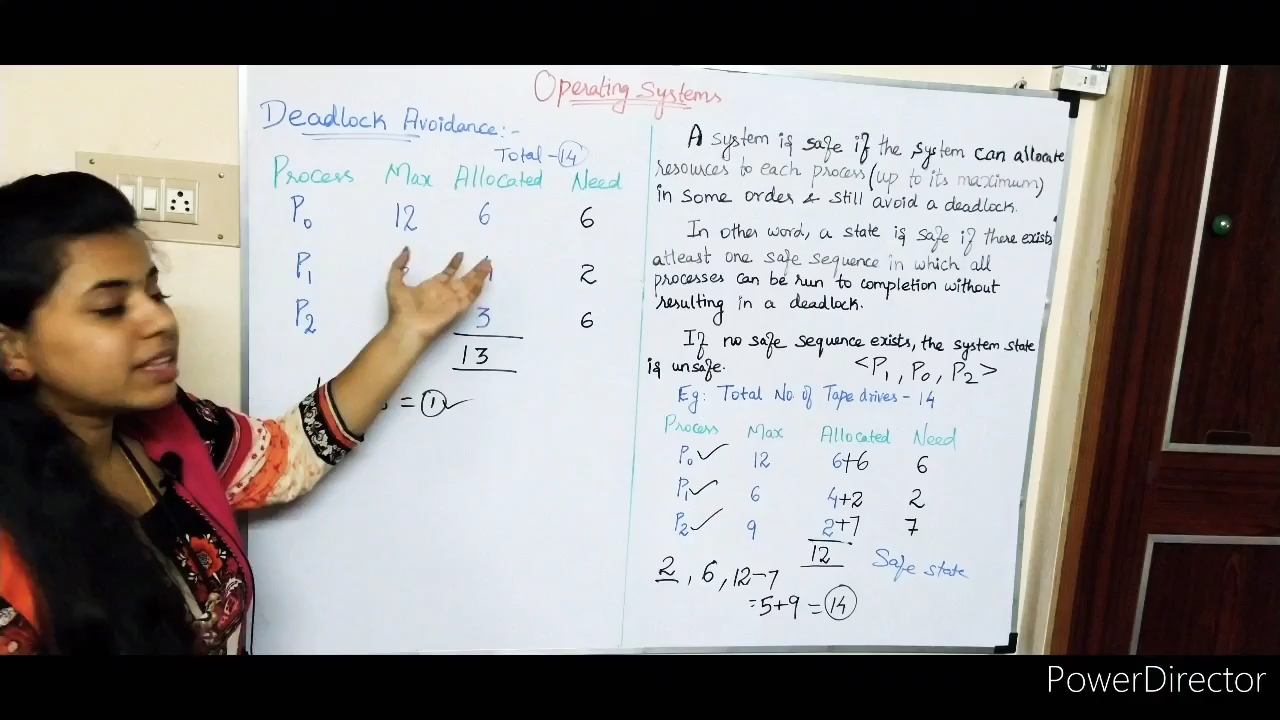 Operating Systems
Deadlock Avoidance:-
Total - 14
Process Max Allocated Need
P0 12 6 6
P1 2
P2 3 6
13
= 1 ✓
A system is safe if the system can allocate
resources to each process (up to its maximum)
in some order & still avoid a deadlock.
In other word, a state is safe if there exists
atleast one safe sequence in which all
processes can be run to completion without
resulting in a deadlock.
If no safe sequence exists, the system state
is unsafe.
<P1, P0, P2>
Eg: Total No. of Tape drives - 14
Process Max Allocated Need
P0 ✓ 12 6+6 6
P1 ✓ 6 4+2 2
P2 ✓ 9 2+7 7
12
Safe state
2, 6, 12-7
=5+9 = 14
PowerDirector